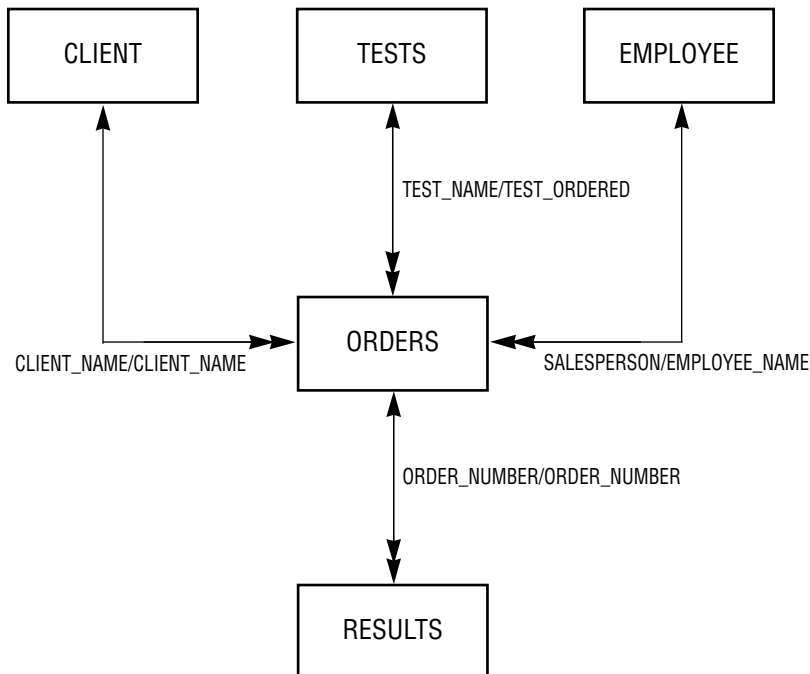 CLIENT
TESTS
EMPLOYEE
TEST_NAME/TEST_ORDERED
ORDERS
CLIENT_NAME/CLIENT_NAME
SALESPERSON/EMPLOYEE_NAME
ORDER_NUMBER/ORDER_NUMBER
RESULTS